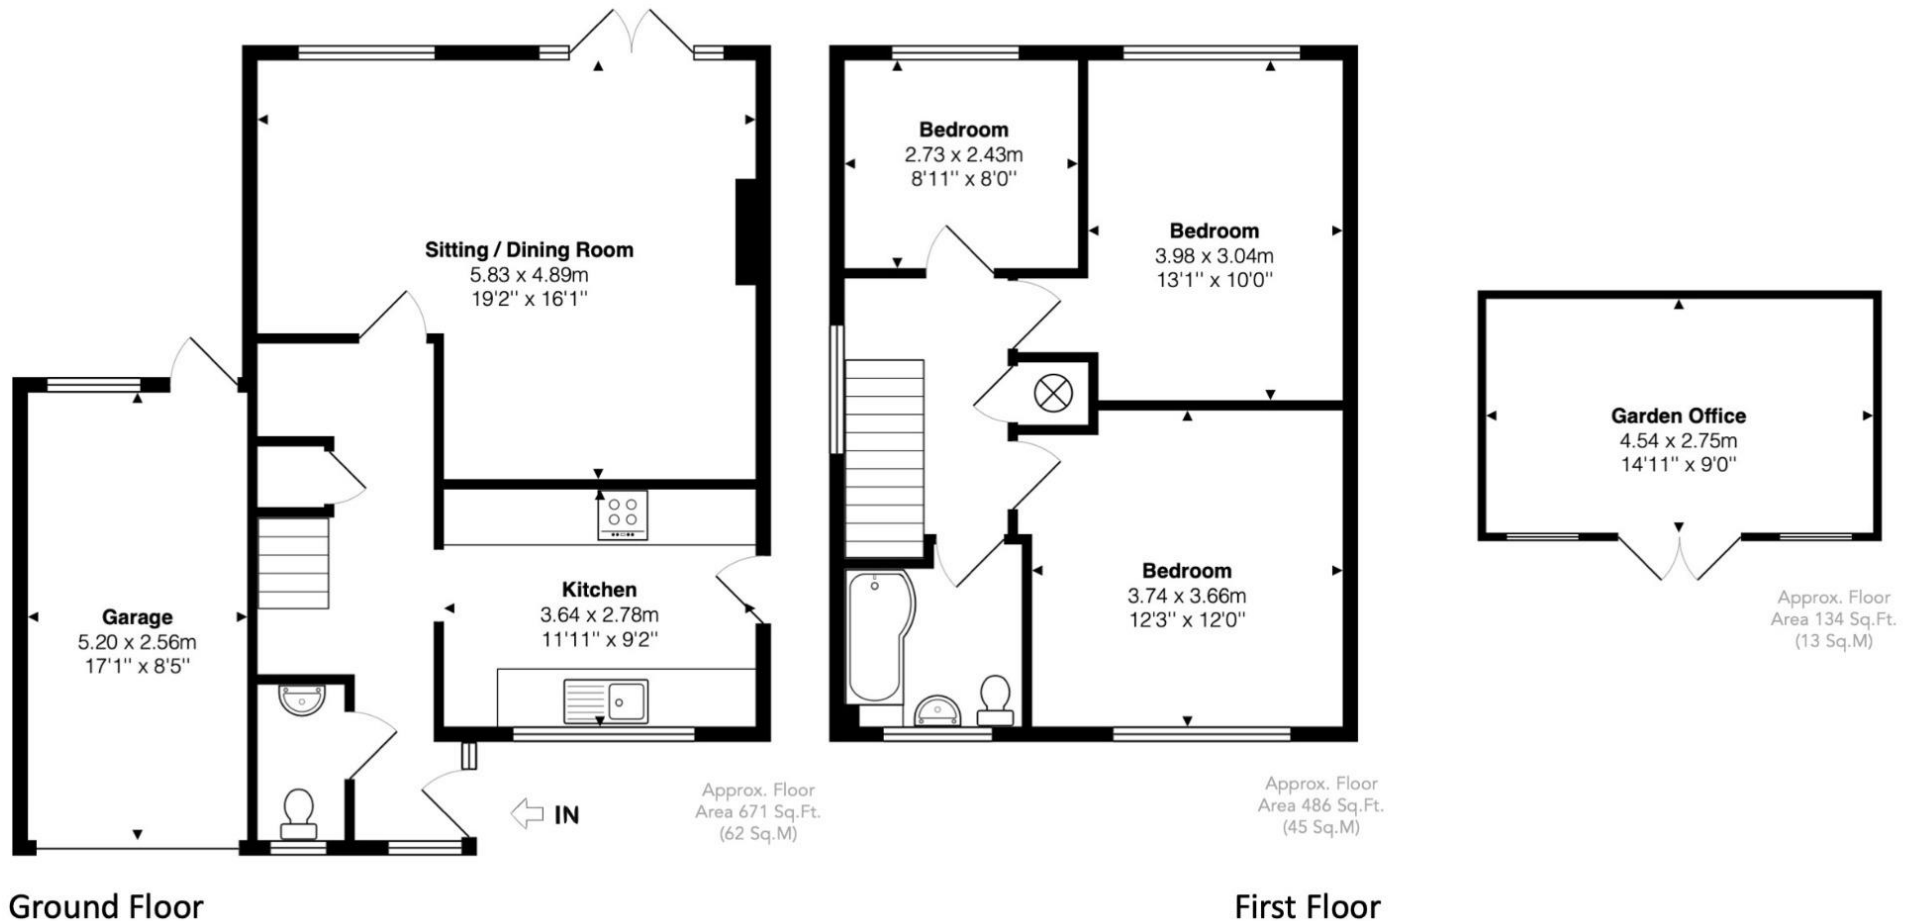 Sitting / Dining Room
5.83 x 4.89m
19'2'' x 16'1''
Garage
5.20 x 2.56m
17'1'' x 8'5''
Kitchen
3.64 x 2.78m
11'11'' x 9'2''
IN
Approx. Floor
Area 671 Sq.Ft.
(62 Sq.M)
Ground Floor
Bedroom
2.73 x 2.43m
8'11'' x 8'0''
Bedroom
3.98 x 3.04m
13'1'' x 10'0''
Bedroom
3.74 x 3.66m
12'3'' x 12'0''
Approx. Floor
Area 486 Sq.Ft.
(45 Sq.M)
First Floor
Garden Office
4.54 x 2.75m
14'11'' x 9'0''
Approx. Floor
Area 134 Sq.Ft.
(13 Sq.M)